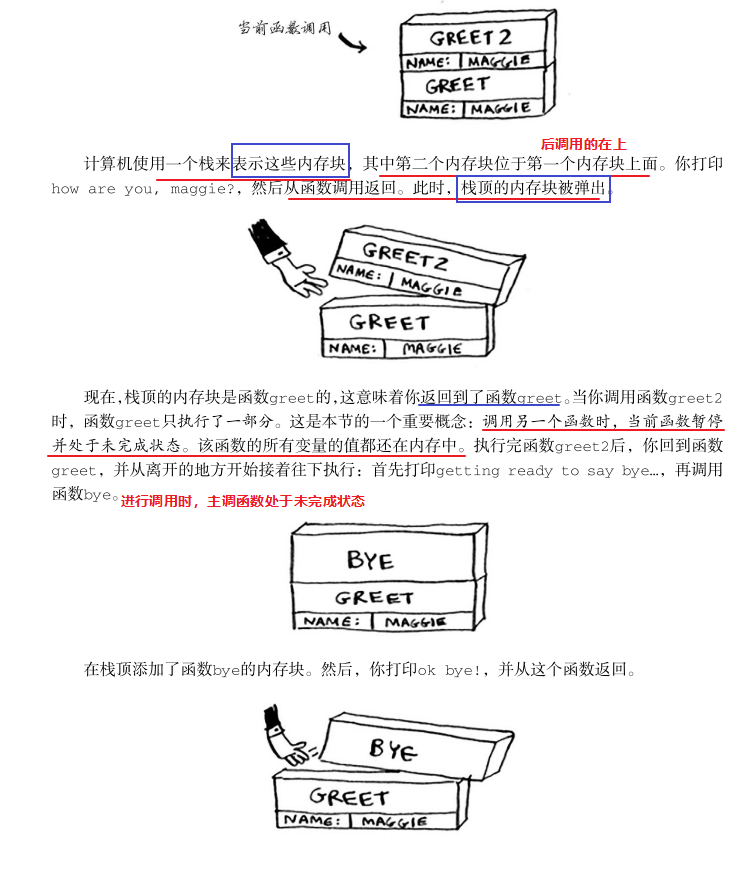 当前函数调用
GREET2
NAME: MAGGIE
GREET
NAME: MAGGIE
后调用的在上
计算机使用一个栈来表示这些内存块，其中第二个内存块位于第一个内存块上面。你打印
how are you, maggie?，然后从函数调用返回。此时，栈顶的内存块被弹出。
GREET2
NAME: MAGGIE
GREET
NAME: MAGGIE
现在，栈顶的内存块是函数greet的，这意味着你返回到了函数greet。当你调用函数greet2
时，函数greet只执行了一部分。这是本节的一个重要概念：调用另一个函数时，当前函数暂停
并处于未完成状态。该函数的所有变量的值都还在内存中。执行完函数greet2后，你回到函数
greet，并从离开的地方开始接着往下执行：首先打印getting ready to say bye…，再调用
函数bye。
进行调用时，主调函数处于未完成状态
BYE
GREET
NAME: MAGGIE
在栈顶添加了函数bye的内存块。然后，你打印ok bye!，并从这个函数返回。
BYE
GREET
NAME: MAGGIE